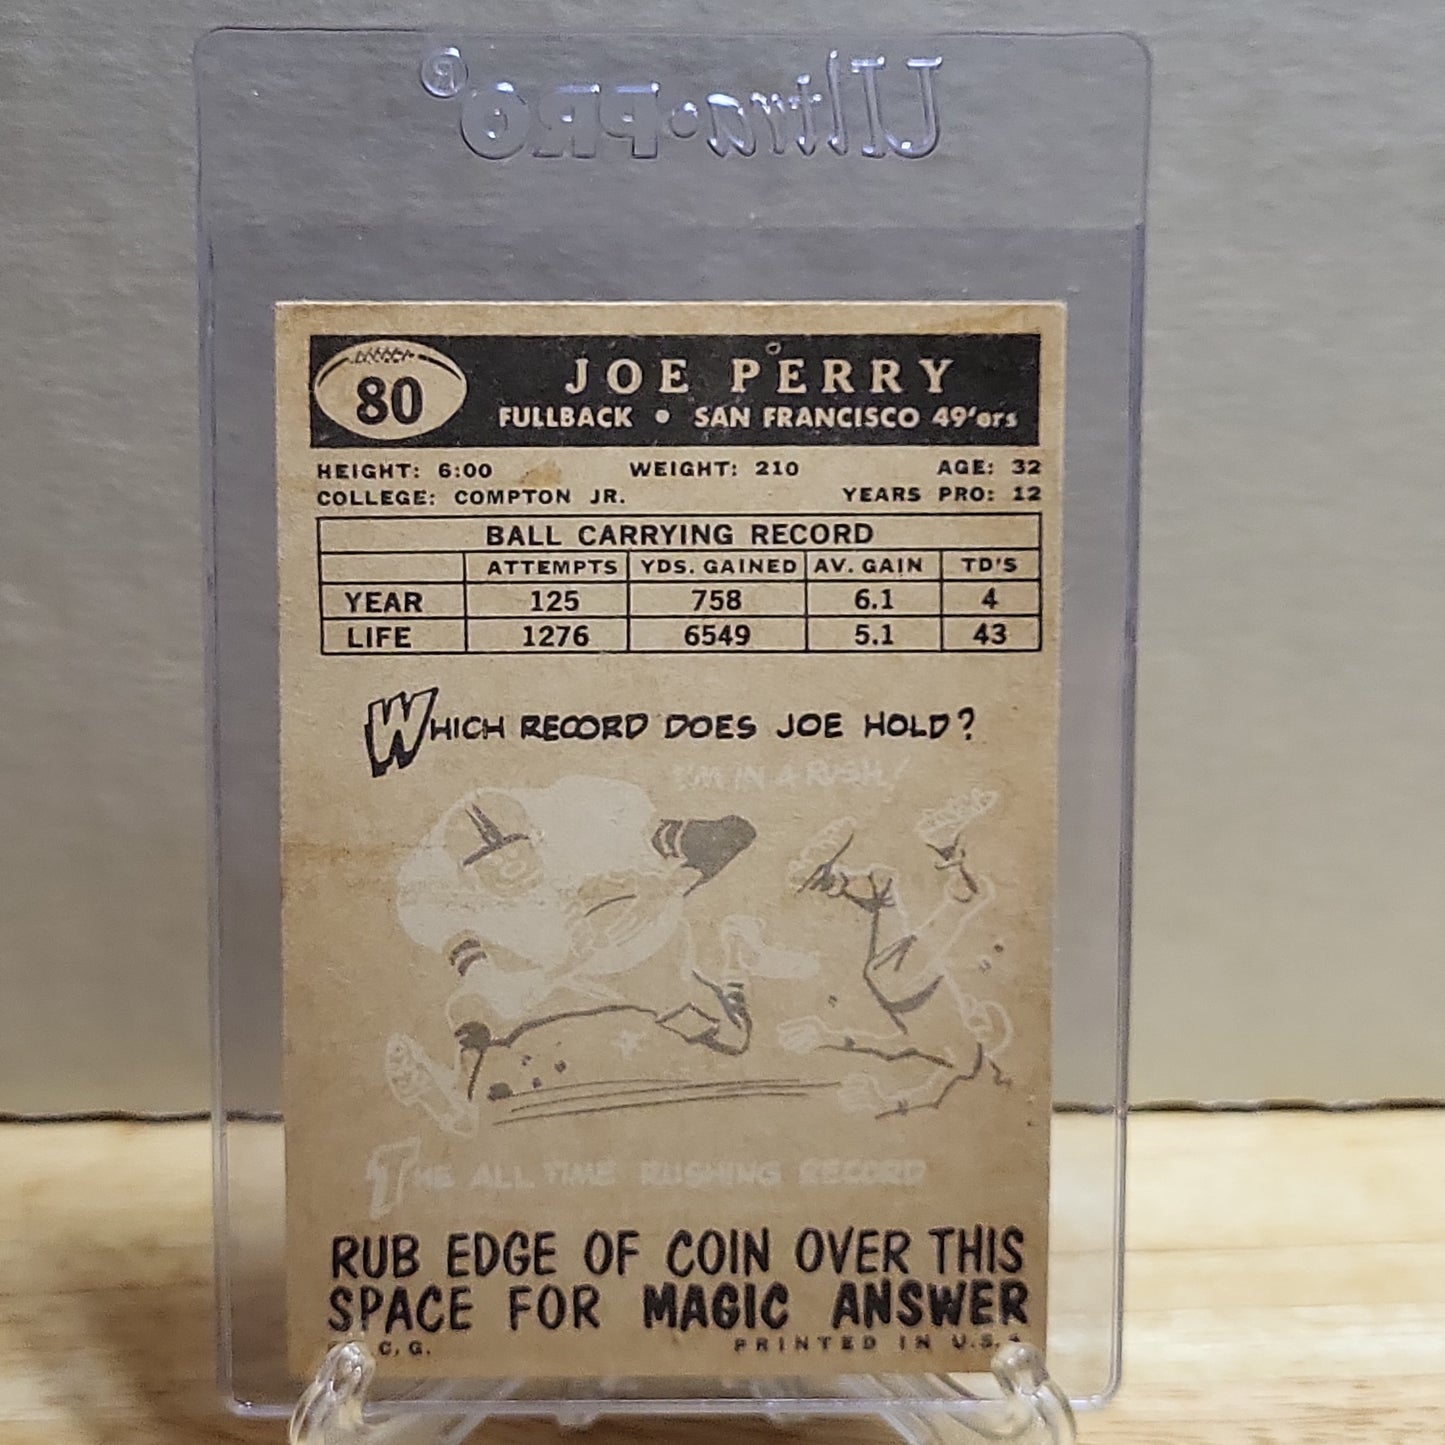 Ultra•PRO®
80
JOE PERRY
FULLBACK • SAN FRANCISCO 49'ers
HEIGHT: 6:00 WEIGHT: 210 AGE: 32
COLLEGE: COMPTON JR. YEARS PRO: 12
BALL CARRYING RECORD
ATTEMPTS YDS. GAINED AV. GAIN TD'S
YEAR 125 758 6.1 4
LIFE 1276 6549 5.1 43
WHICH RECORD DOES JOE HOLD?
I'M IN A RUSH!
THE ALL TIME RUSHING RECORD
RUB EDGE OF COIN OVER THIS
SPACE FOR MAGIC ANSWER
C. G. PRINTED IN U.S.